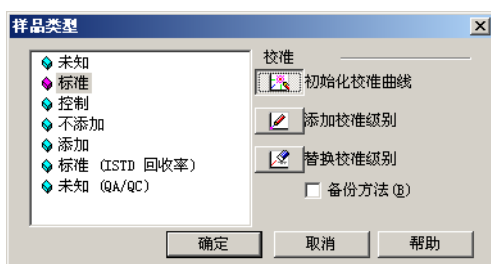 样品类型
未知
标准
控制
不添加
添加
标准 (ISTD 回收率)
未知 (QA/QC)
校准
初始化校准曲线
添加校准级别
替换校准级别
备份方法(B)
确定
取消
帮助